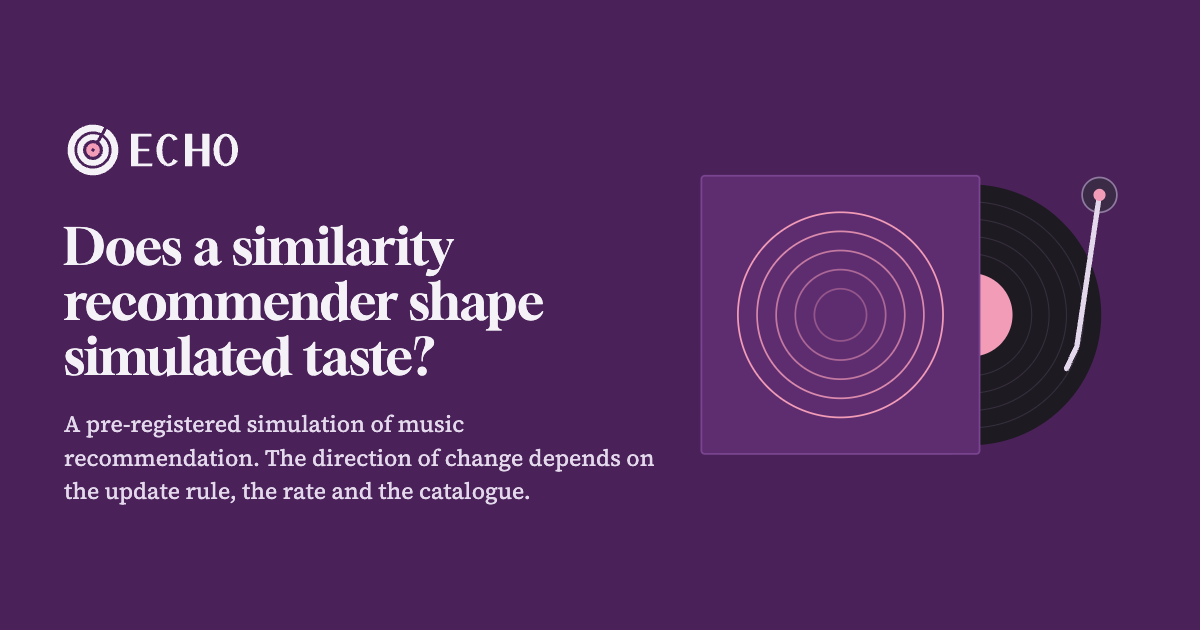 ECHO
Does a similarity
recommender shape
simulated taste?
A pre-registered simulation of music
recommendation. The direction of change depends on
the update rule, the rate and the catalogue.